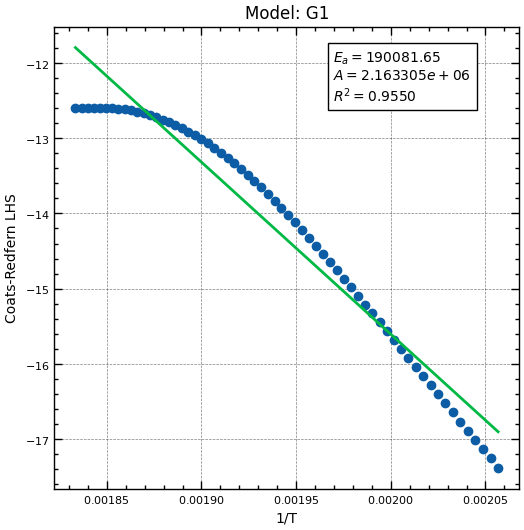 Model: G1
E_a = 190081.65
A = 2.163305e + 06
R² = 0.9550
−12
−13
−14
−15
−16
−17
Coats-Redfern LHS
0.00185
0.00190
0.00195
0.00200
0.00205
1/T